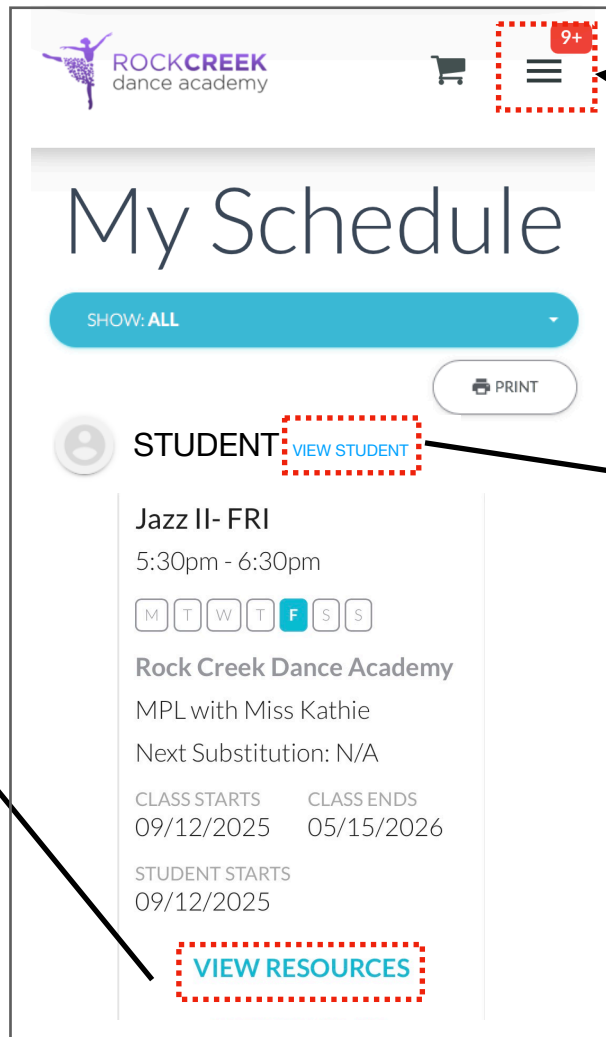 ROCKCREEK
dance academy
9+
My Schedule
SHOW: ALL
PRINT
STUDENT VIEW STUDENT
Jazz II- FRI
5:30pm - 6:30pm
M T W T F S S
Rock Creek Dance Academy
MPL with Miss Kathie
Next Substitution: N/A
CLASS STARTS CLASS ENDS
09/12/2025 05/15/2026
STUDENT STARTS
09/12/2025
VIEW RESOURCES